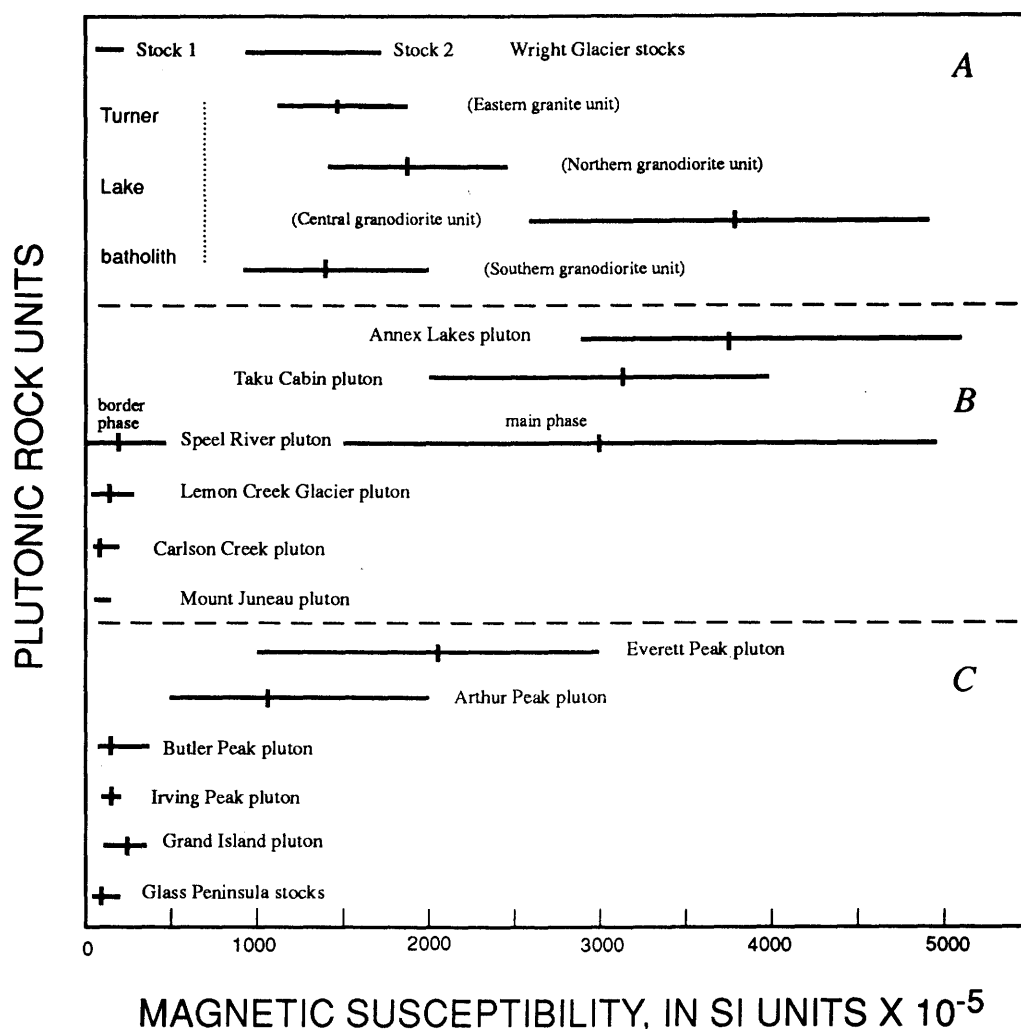 Stock 1 Stock 2 Wright Glacier stocks
A
Turner
(Eastern granite unit)
(Northern granodiorite unit)
Lake
(Central granodiorite unit)
batholith
(Southern granodiorite unit)
Annex Lakes pluton
Taku Cabin pluton
B
border
phase
main phase
Speel River pluton
Lemon Creek Glacier pluton
Carlson Creek pluton
Mount Juneau pluton
Everett Peak pluton
C
Arthur Peak pluton
Butler Peak pluton
Irving Peak pluton
Grand Island pluton
Glass Peninsula stocks
0 1000 2000 3000 4000 5000
MAGNETIC SUSCEPTIBILITY, IN SI UNITS X 10-5
PLUTONIC ROCK UNITS